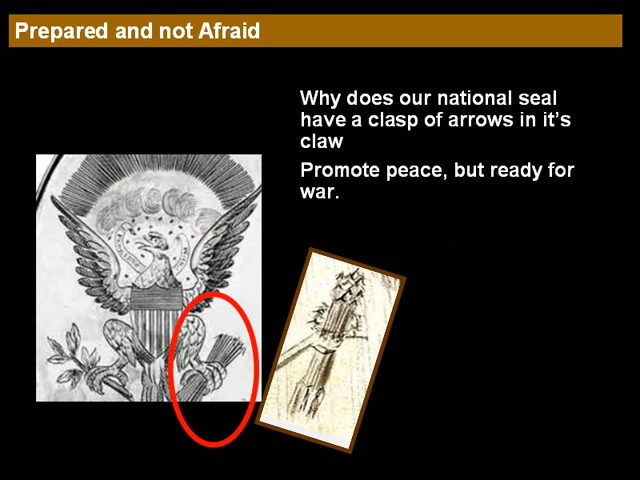 Prepared and not Afraid
Why does our national seal
have a clasp of arrows in it's
claw
Promote peace, but ready for
war.